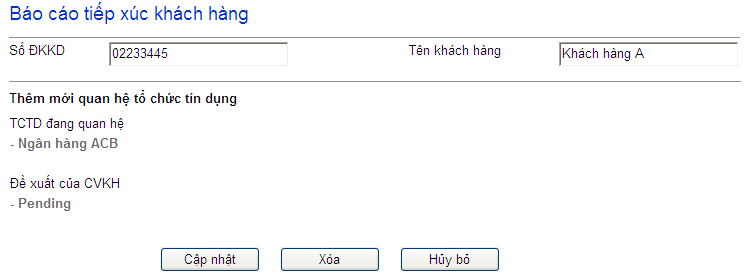 Báo cáo tiếp xúc khách hàng
Số ĐKKD 02233445 Tên khách hàng Khách hàng A
Thêm mới quan hệ tổ chức tín dụng
TCTD đang quan hệ
- Ngân hàng ACB
Đề xuất của CVKH
- Pending
Cập nhật Xóa Hủy bỏ